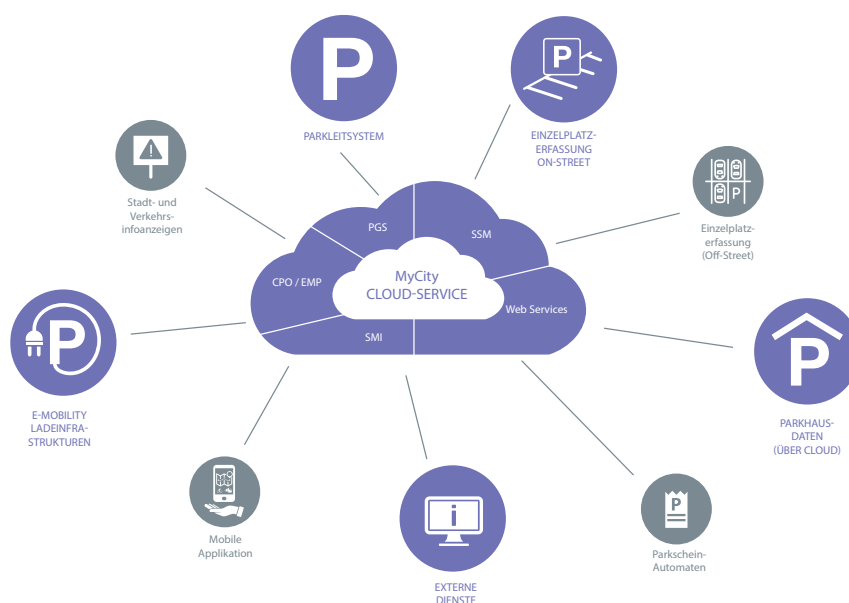 P
P
PARKLEITSYSTEM
EINZELPLATZ-
ERFASSUNG
ON-STREET
P
Stadt- und
Verkehrs-
infoanzeigen
Einzelplatz-
erfassung
(Off-Street)
PGS
SSM
CPO / EMP
MyCity
CLOUD-SERVICE
Web Services
SMI
P
P
E-MOBILITY
LADEINFRA-
STRUKTUREN
PARKHAUS-
DATEN
(ÜBER CLOUD)
i
P
Mobile
Applikation
Parkschein-
Automaten
EXTERNE
DIENSTE